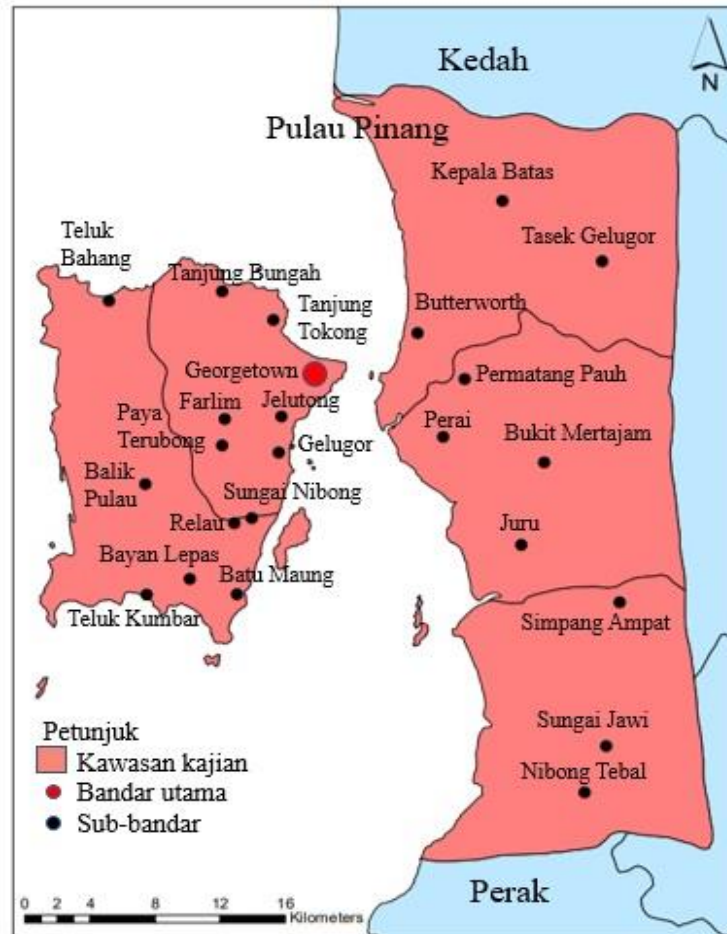 Kedah
N
Pulau Pinang
Kepala Batas
Teluk
Bahang
Tasek Gelugor
Tanjung Bungah
Tanjung
Tokong
Butterworth
Georgetown
Permatang Pauh
Farlim
Jelutong
Paya
Terubong
Perai
Bukit Mertajam
Gelugor
Balik
Pulau
Sungai Nibong
Relau
Juru
Bayan Lepas
Batu Maung
Teluk Kumbar
Simpang Ampat
Sungai Jawi
Nibong Tebal
Petunjuk
Kawasan kajian
Bandar utama
Sub-bandar
Perak
0 4 8 12 16
Kilometers